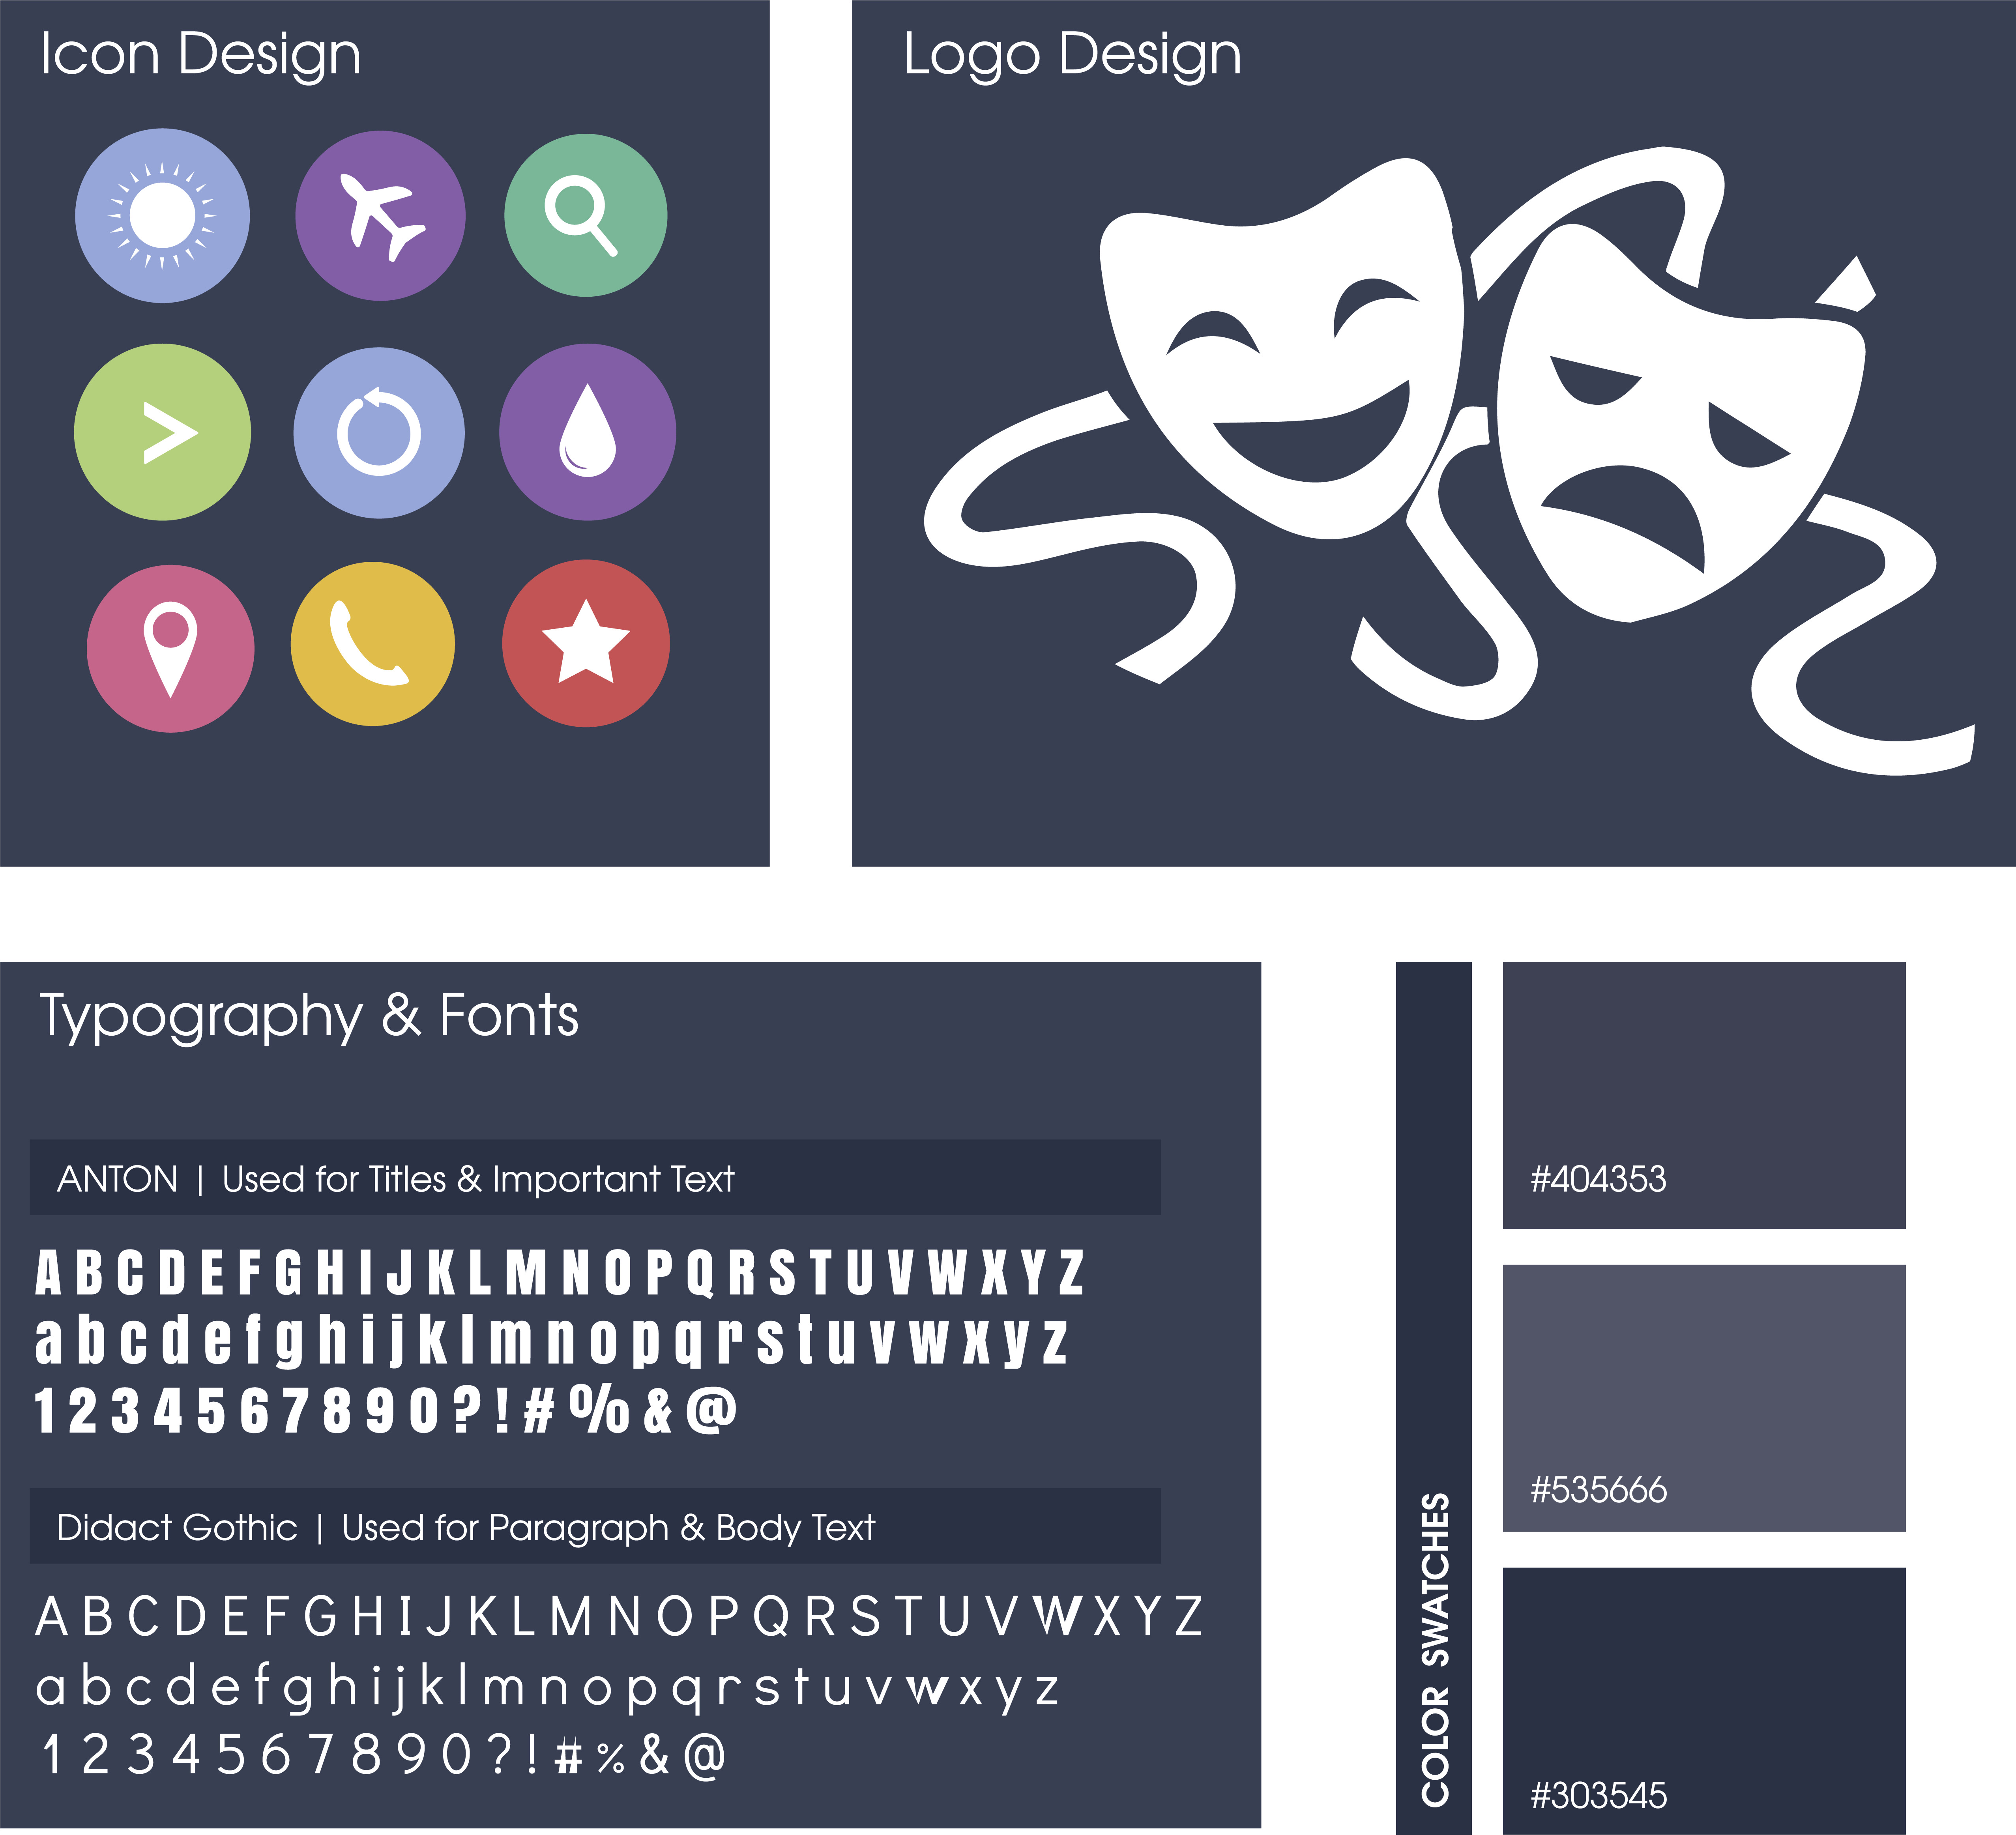 Icon Design
Logo Design
>
Typography & Fonts
ANTON | Used for Titles & Important Text
A B C D E F G H I J K L M N O P Q R S T U V W X Y Z
a b c d e f g h i j k l m n o p q r s t u v w x y z
1 2 3 4 5 6 7 8 9 0 ? ! # % & @
Didact Gothic | Used for Paragraph & Body Text
A B C D E F G H I J K L M N O P Q R S T U V W X Y Z
a b c d e f g h i j k l m n o p q r s t u v w x y z
1 2 3 4 5 6 7 8 9 0 ? ! # % & @
COLOR SWATCHES
#404353
#535666
#303545